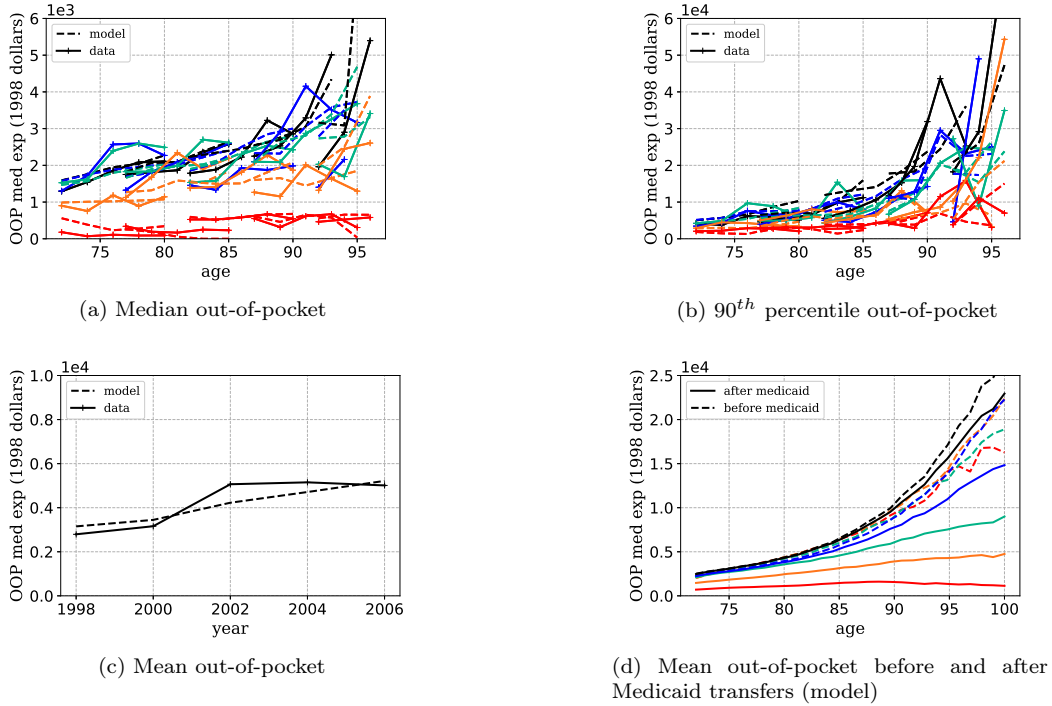 1e3
OOP med exp (1998 dollars)
6
5
4
3
2
1
0
model
data
75
80
85
90
95
age
(a) Median out-of-pocket
1e4
OOP med exp (1998 dollars)
6
5
4
3
2
1
0
model
data
75
80
85
90
95
age
(b) 90th percentile out-of-pocket
1e4
OOP med exp (1998 dollars)
1.0
0.8
0.6
0.4
0.2
0.0
model
data
1998
2000
2002
2004
2006
year
(c) Mean out-of-pocket
1e4
OOP med exp (1998 dollars)
2.5
2.0
1.5
1.0
0.5
0.0
after medicaid
before medicaid
75
80
85
90
95
100
age
(d) Mean out-of-pocket before and after
Medicaid transfers (model)